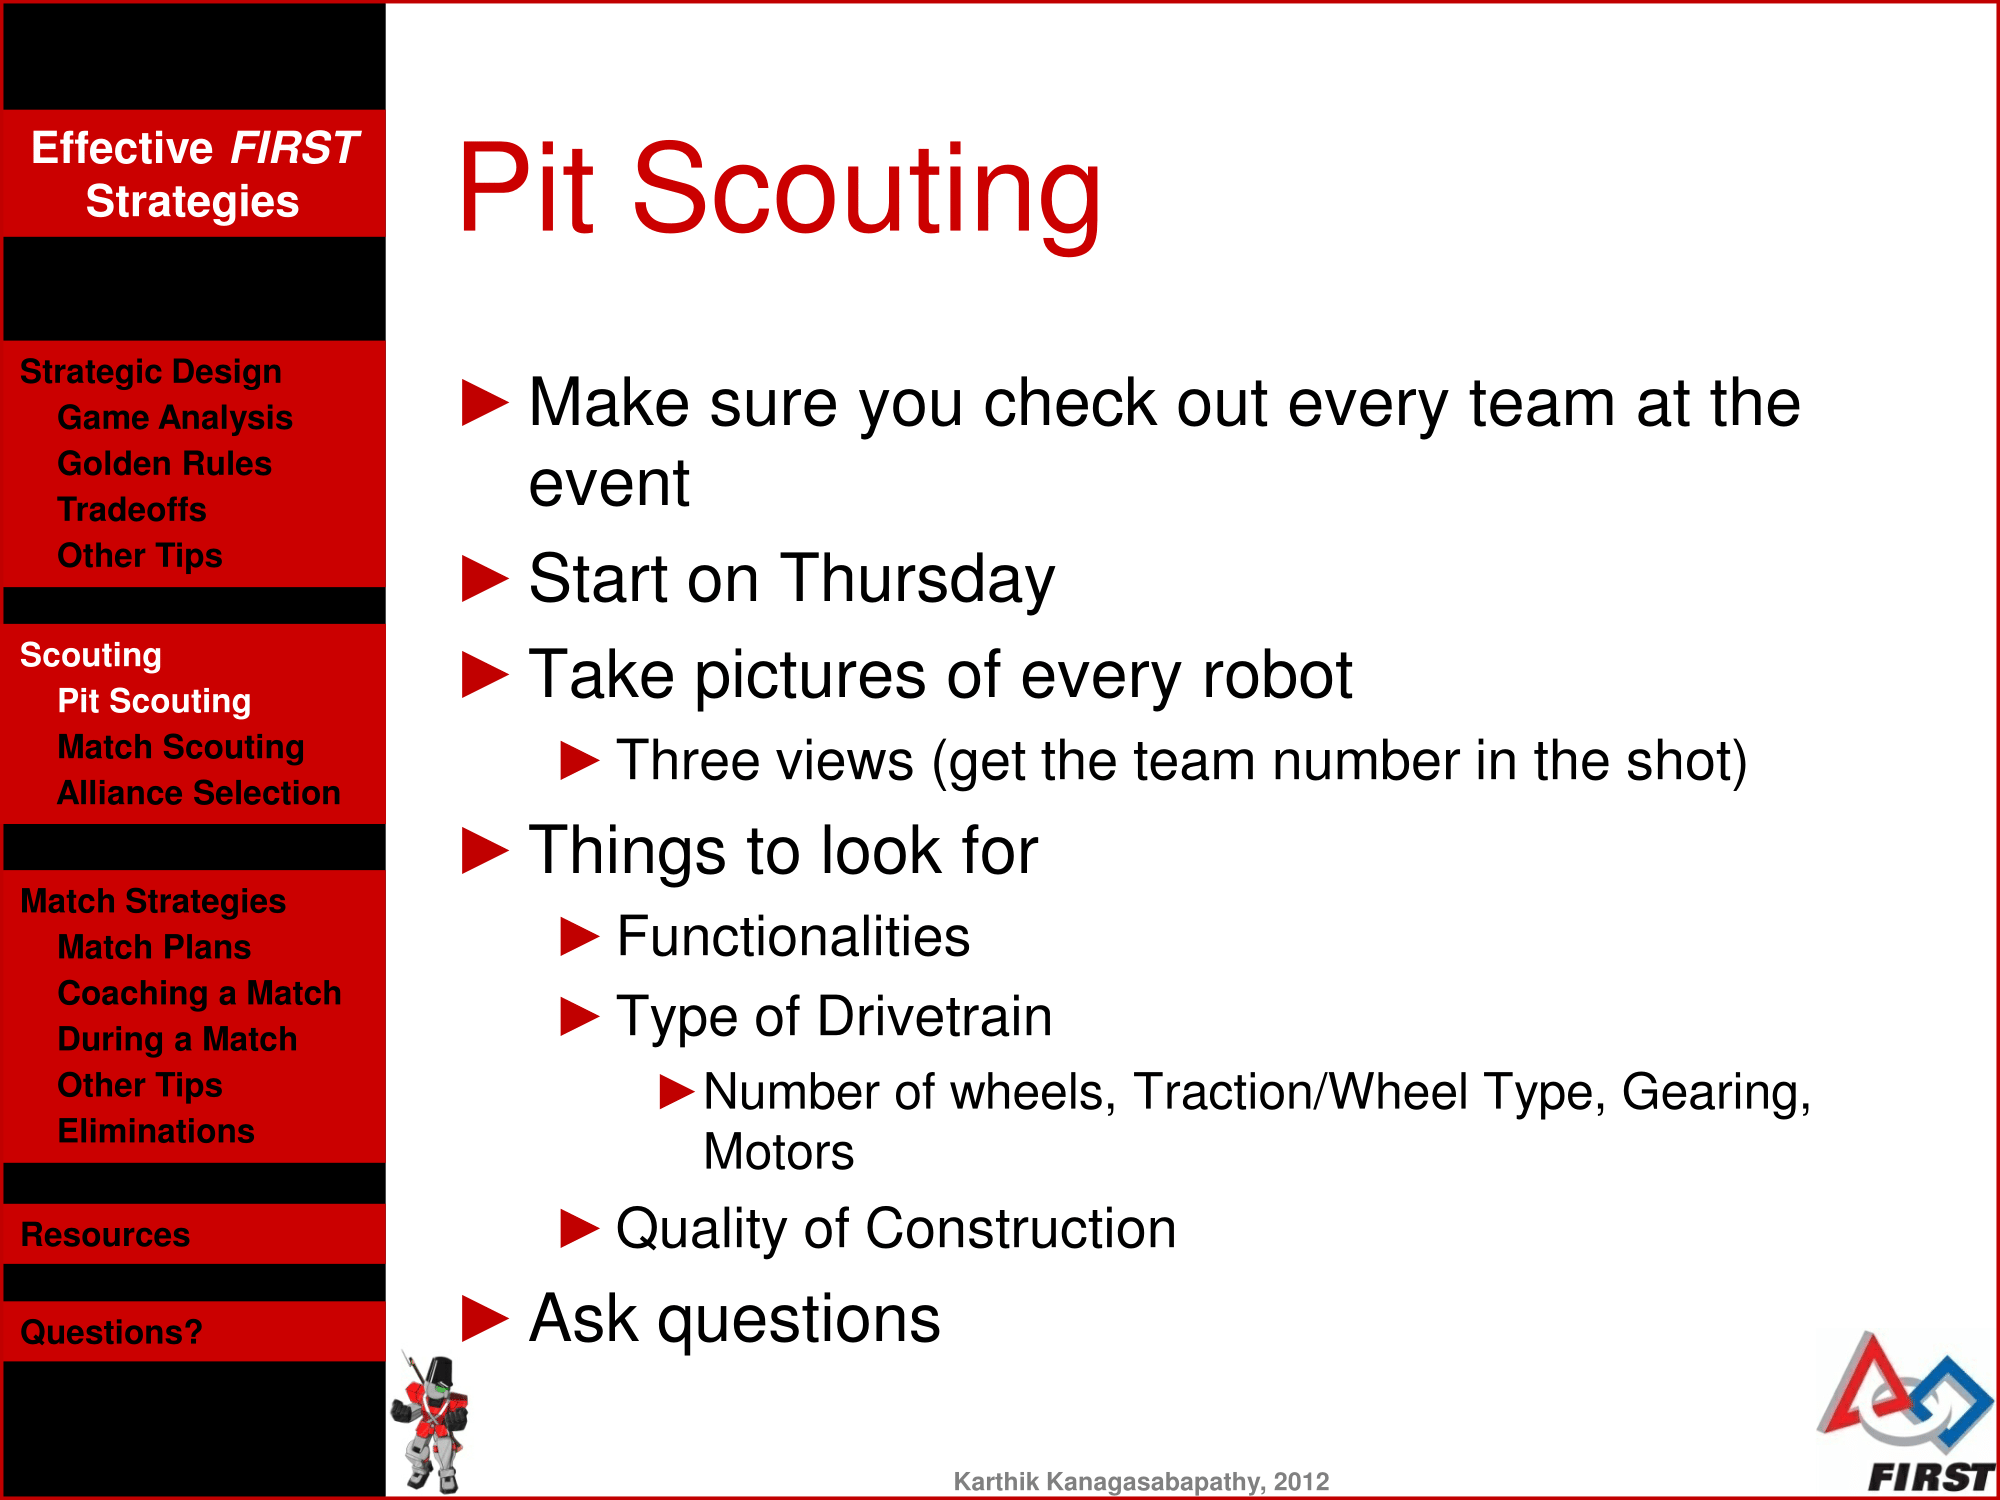 Effective FIRST
Strategies
Strategic Design
Game Analysis
Golden Rules
Tradeoffs
Other Tips
Scouting
Pit Scouting
Match Scouting
Alliance Selection
Match Strategies
Match Plans
Coaching a Match
During a Match
Other Tips
Eliminations
Resources
Questions?
Pit Scouting
Make sure you check out every team at the
event
Start on Thursday
Take pictures of every robot
Three views (get the team number in the shot)
Things to look for
Functionalities
Type of Drivetrain
Number of wheels, Traction/Wheel Type, Gearing,
Motors
Quality of Construction
Ask questions
Karthik Kanagasabapathy, 2012
FIRST